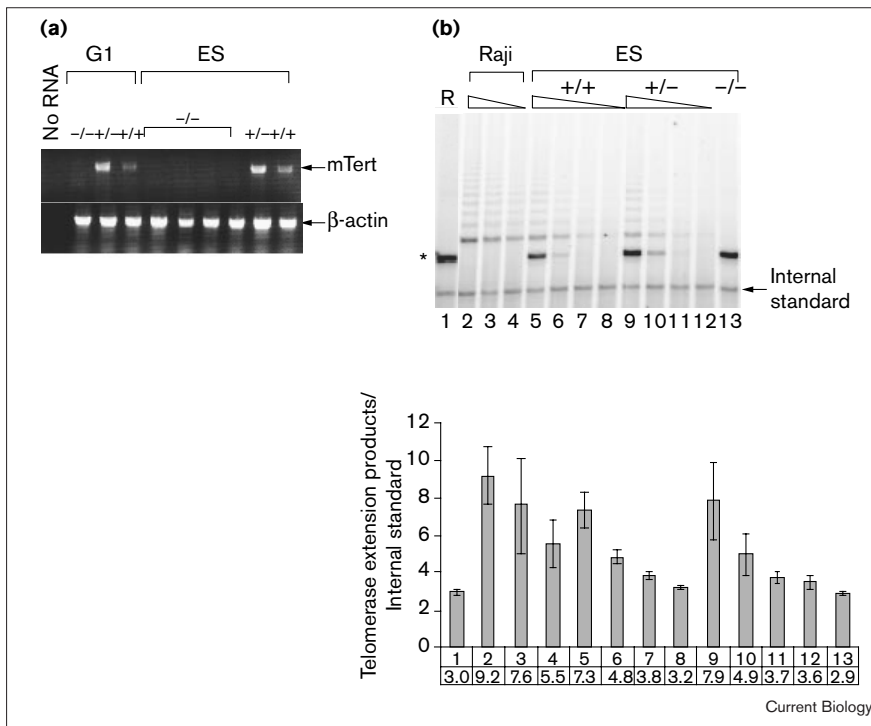 (a)
G1 ES
No RNA
−/−
−/−+/−+/+ +/−+/+
mTert
β-actin
(b)
Raji ES
R +/+ +/− −/−
*
Internal
standard
1 2 3 4 5 6 7 8 9 10 11 12 13
Telomerase extension products/
Internal standard
12
10
8
6
4
2
0
1 2 3 4 5 6 7 8 9 10 11 12 13
3.0 9.2 7.6 5.5 7.3 4.8 3.8 3.2 7.9 4.9 3.7 3.6 2.9
Current Biology